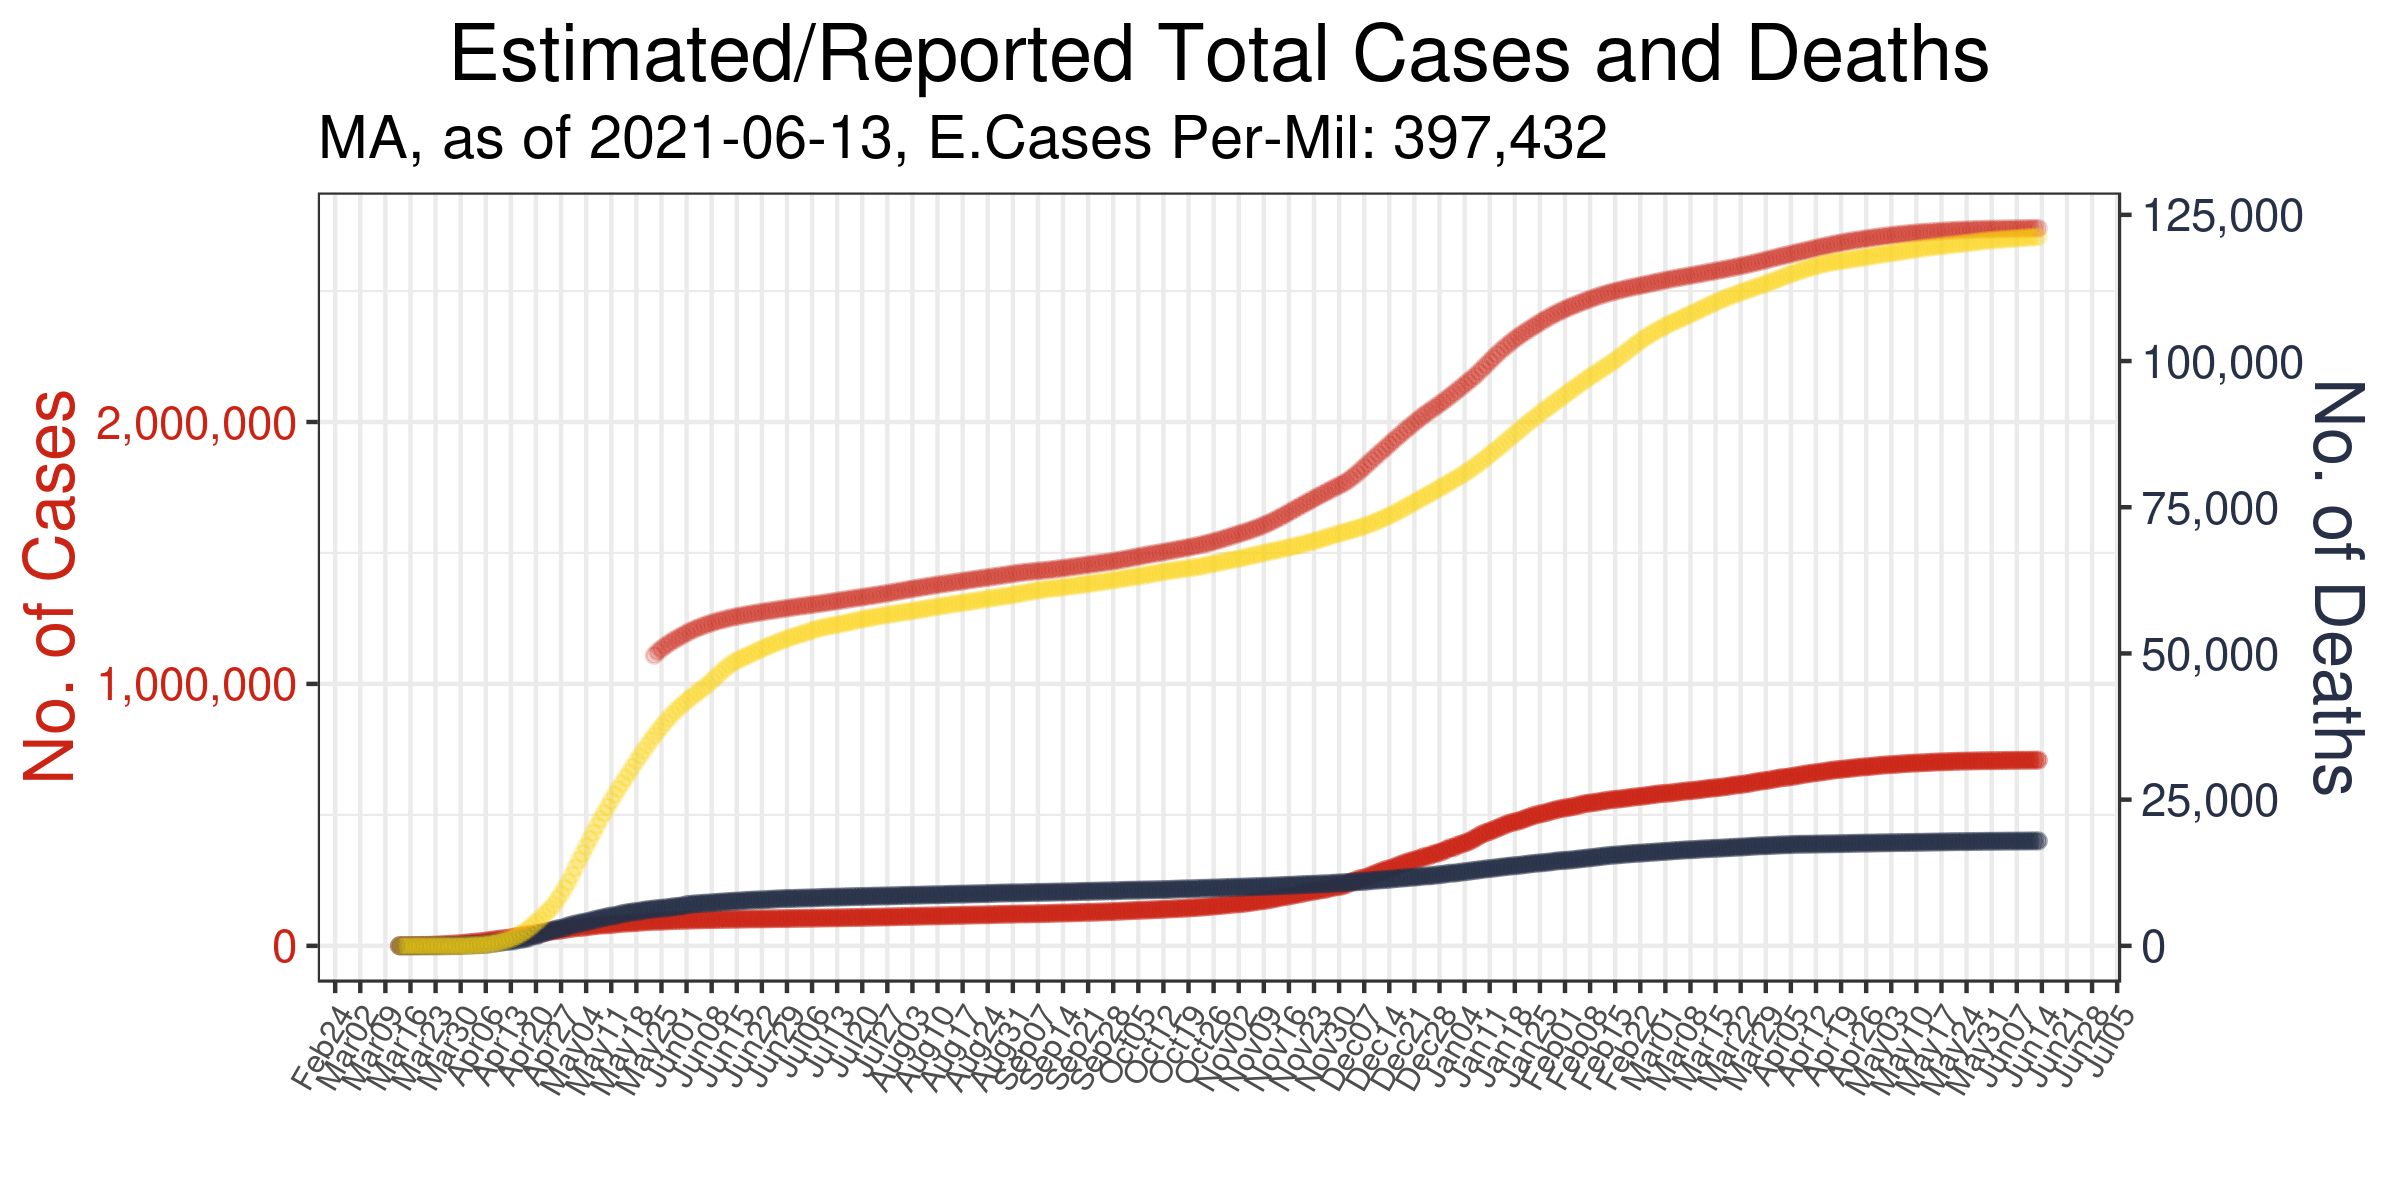 Estimated/Reported Total Cases and Deaths
MA, as of 2021-06-13, E.Cases Per-Mil: 397,432
No. of Cases
2,000,000
1,000,000
0
125,000
100,000
75,000
50,000
25,000
0
No. of Deaths
Feb24
Mar02
Mar09
Mar16
Mar23
Mar30
Apr06
Apr13
Apr20
Apr27
May04
May11
May18
May25
Jun01
Jun08
Jun15
Jun22
Jun29
Jul06
Jul13
Jul20
Jul27
Aug03
Aug10
Aug17
Aug24
Aug31
Sep07
Sep14
Sep21
Sep28
Oct05
Oct12
Oct19
Oct26
Nov02
Nov09
Nov16
Nov23
Nov30
Dec07
Dec14
Dec21
Dec28
Dec04
Jan11
Jan18
Jan25
Feb01
Feb08
Feb15
Feb22
Mar01
Mar08
Mar15
Mar22
Mar29
Apr05
Apr12
Apr19
Apr26
May03
May10
May17
May24
May31
Jun07
Jun14
Jun21
Jun28
Jul05